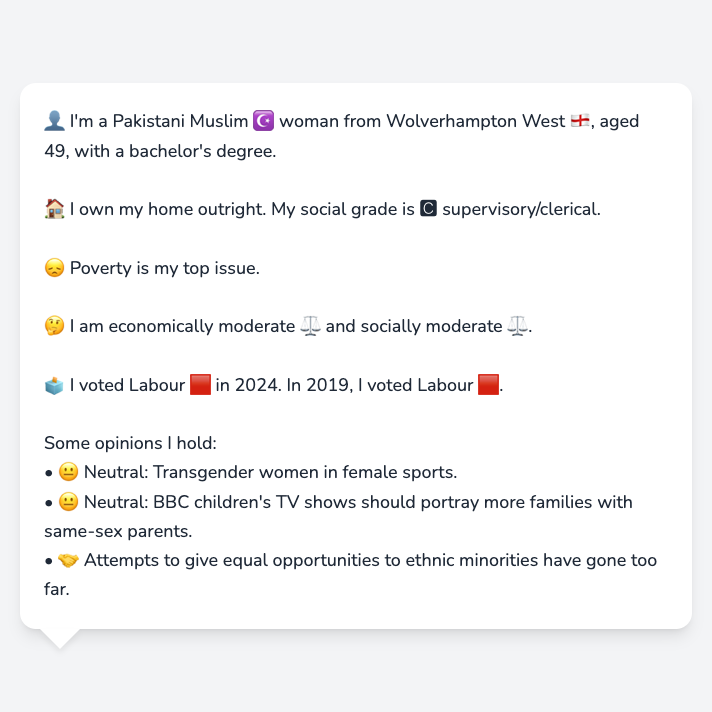 👤 I'm a Pakistani Muslim ☪️ woman from Wolverhampton West 🏴󠁧󠁢󠁥󠁮󠁧󠁿, aged
49, with a bachelor's degree.
🏠 I own my home outright. My social grade is 🅲 supervisory/clerical.
😞 Poverty is my top issue.
🤔 I am economically moderate ⚖️ and socially moderate ⚖️.
🗳️ I voted Labour 🟥 in 2024. In 2019, I voted Labour 🟥.
Some opinions I hold:
• 😐 Neutral: Transgender women in female sports.
• 😐 Neutral: BBC children's TV shows should portray more families with
same-sex parents.
• 🤝 Attempts to give equal opportunities to ethnic minorities have gone too
far.